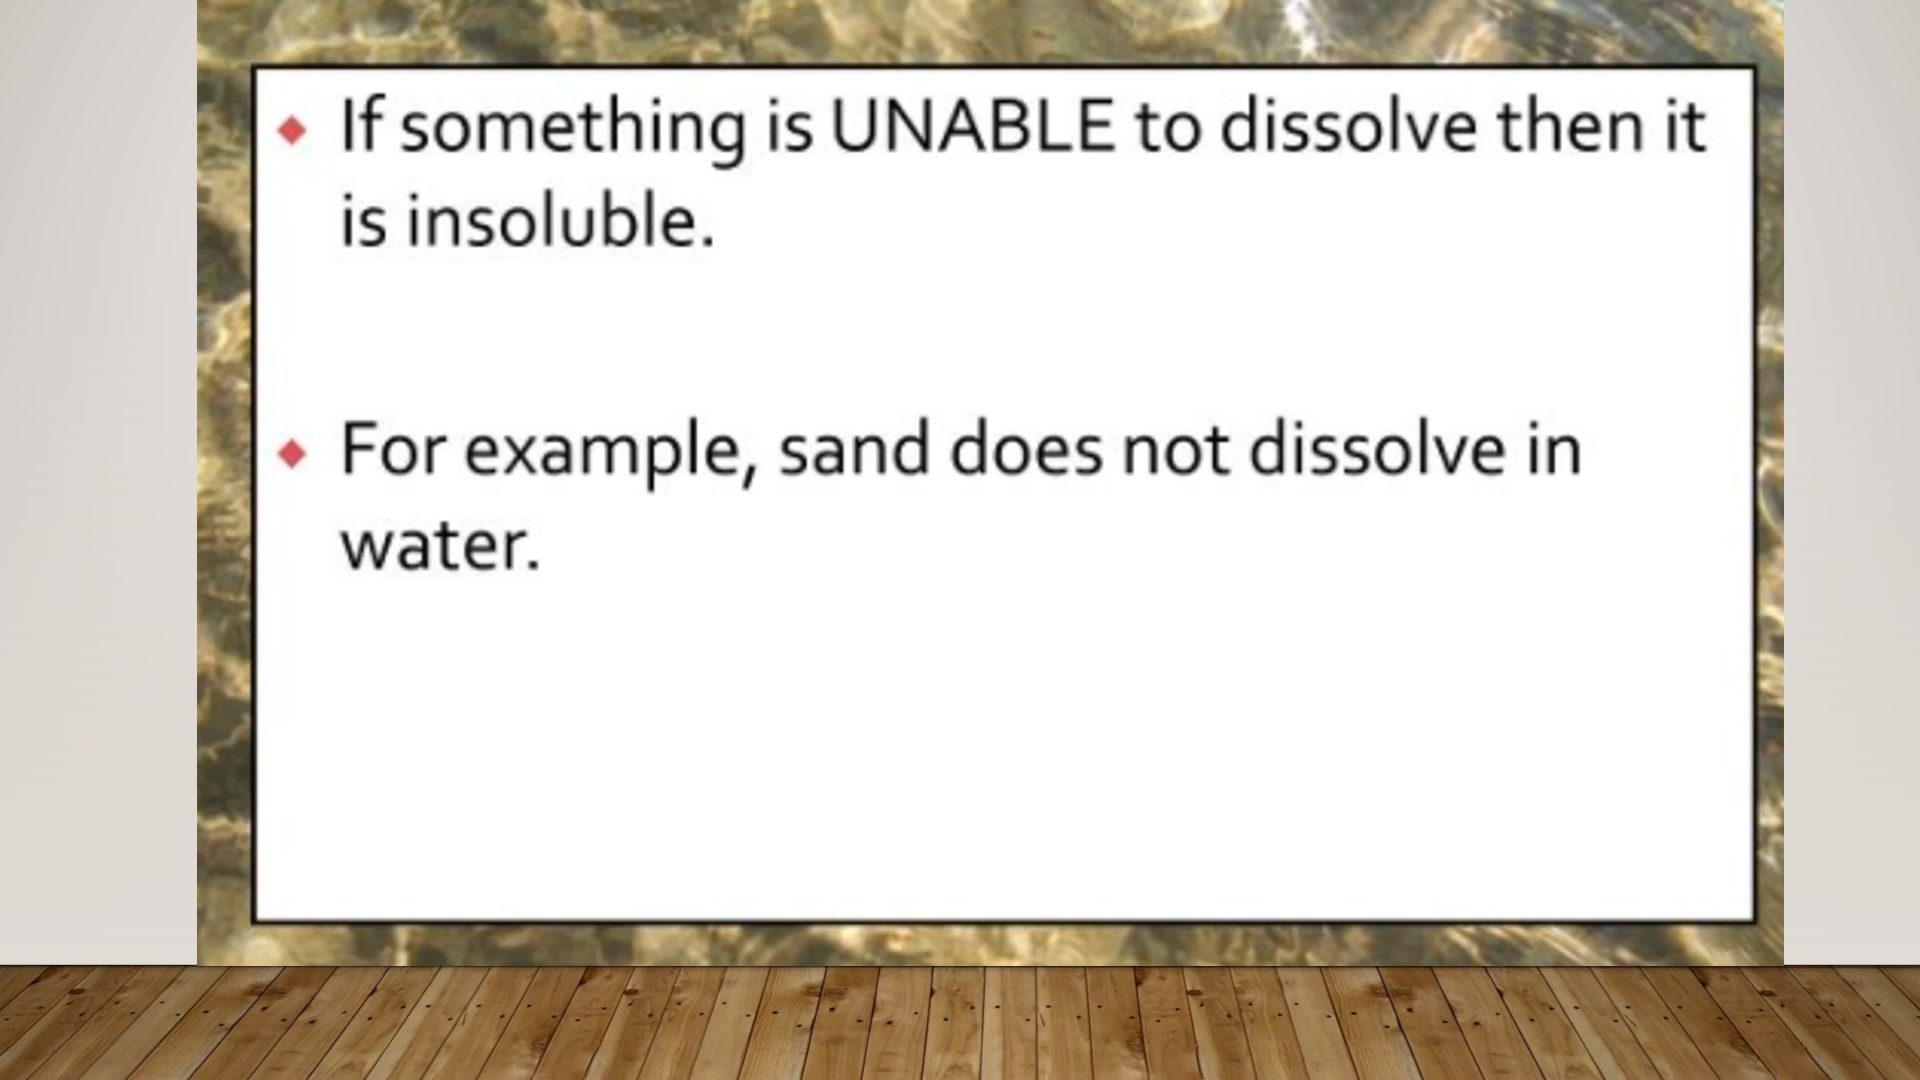 If something is UNABLE to dissolve then it
is insoluble.
For example, sand does not dissolve in
water.